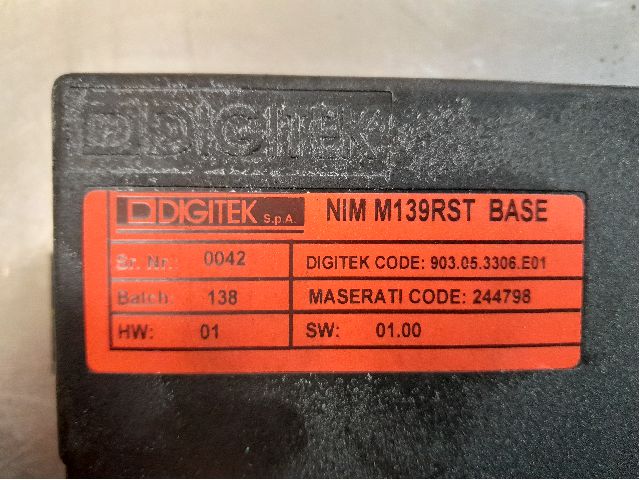 DIGITEK
DIGITEK S.p.A. NIM M139RST BASE
Sr. Nr.: 0042 DIGITEK CODE: 903.05.3306.E01
Batch: 138 MASERATI CODE: 244798
HW: 01 SW: 01.00